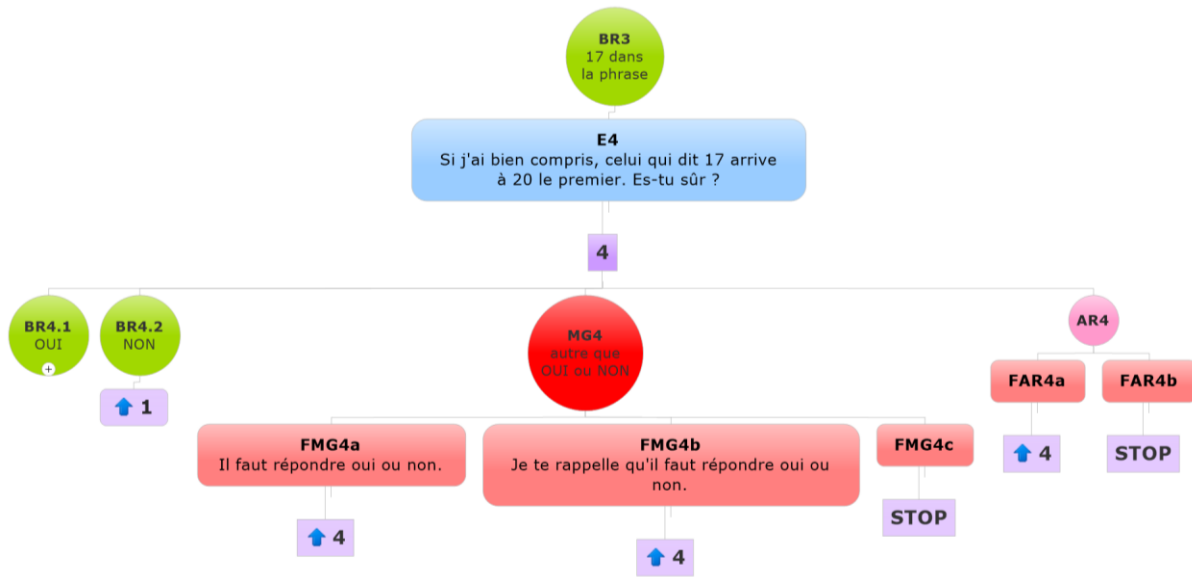 BR3
17 dans
la phrase
E4
Si j'ai bien compris, celui qui dit 17 arrive
à 20 le premier. Es-tu sûr ?
4
BR4.1
OUI
BR4.2
NON
1
MG4
autre que
OUI ou NON
AR4
FAR4a
4
FAR4b
STOP
FMG4a
Il faut répondre oui ou non.
4
FMG4b
Je te rappelle qu'il faut répondre oui ou
non.
4
FMG4c
STOP